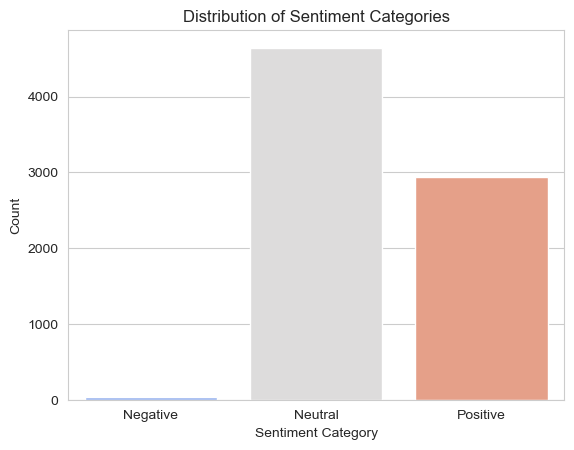 Distribution of Sentiment Categories
4000
3000
2000
1000
0
Count
Negative Neutral Positive
Sentiment Category